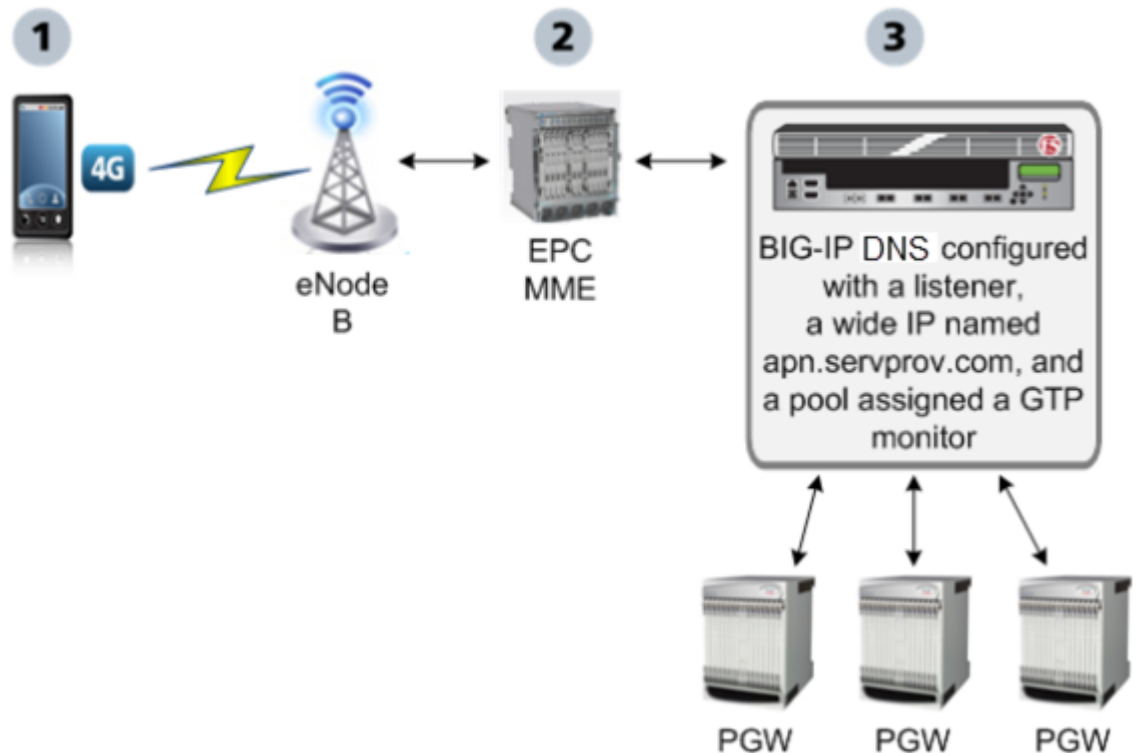 1
2
3
4G
eNode
B
EPC
MME
f5
BIG-IP DNS configured
with a listener,
a wide IP named
apn.servprov.com, and
a pool assigned a GTP
monitor
PGW
PGW
PGW